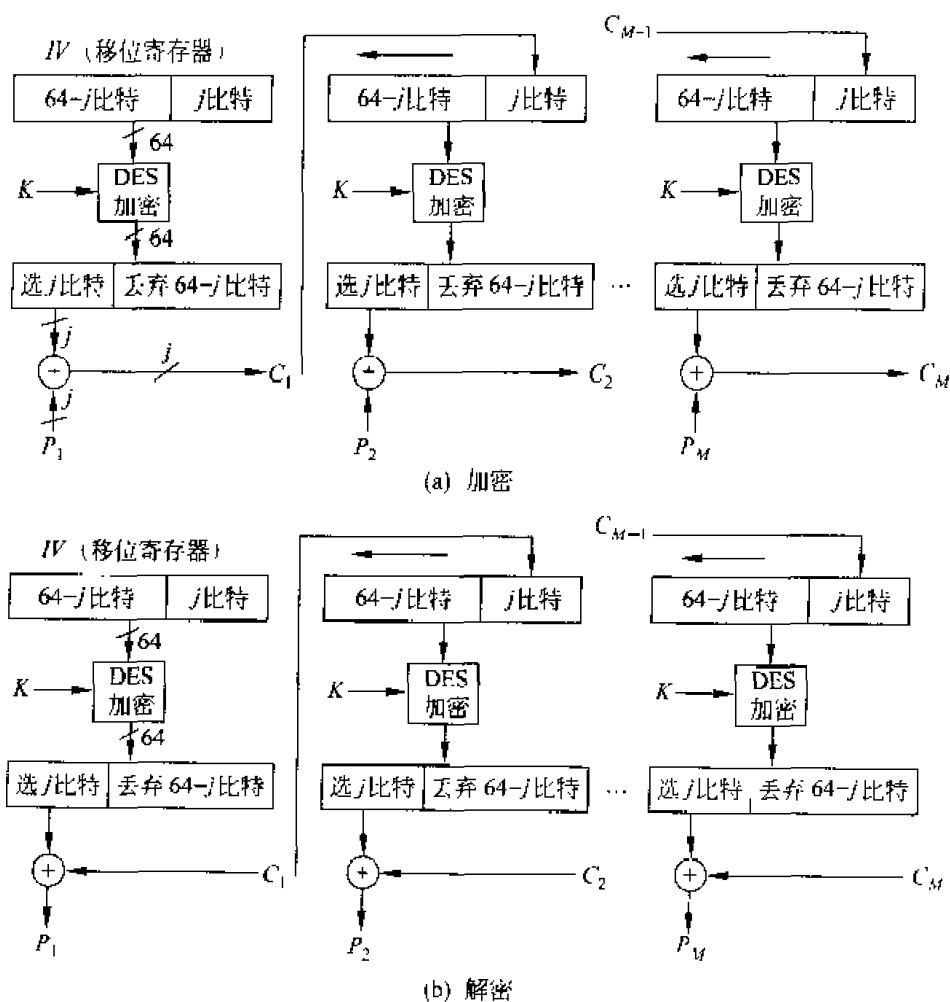 C_{M-1}
IV（移位寄存器）
64-j比特 j比特 64-j比特 j比特 64-j比特 j比特
64
K DES 加密 K DES 加密 K DES 加密
64
选j比特 丢弃64-j比特 选j比特 丢弃64-j比特 … 选j比特 丢弃64-j比特
j j
+ C_1 + C_2 + C_M
j
P_1 P_2 P_M
(a) 加密
C_{M-1}
IV（移位寄存器）
64-j比特 j比特 64-j比特 j比特 64-j比特 j比特
64
K DES 加密 K DES 加密 K DES 加密
64
选j比特 丢弃64-j比特 选j比特 丢弃64-j比特 … 选j比特 丢弃64-j比特
+ C_1 + C_2 + C_M
P_1 P_2 P_M
(b) 解密